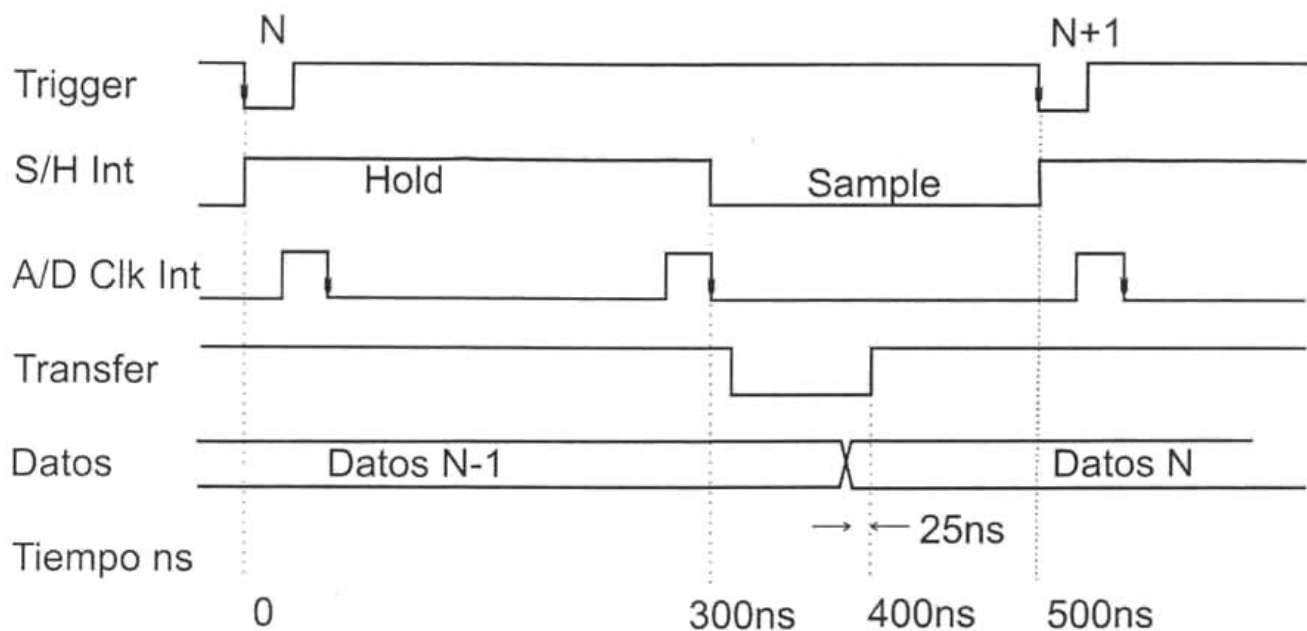 N N+1
Trigger
S/H Int
Hold Sample
A/D Clk Int
Transfer
Datos
Datos N-1 Datos N
25ns
Tiempo ns
0 300ns 400ns 500ns